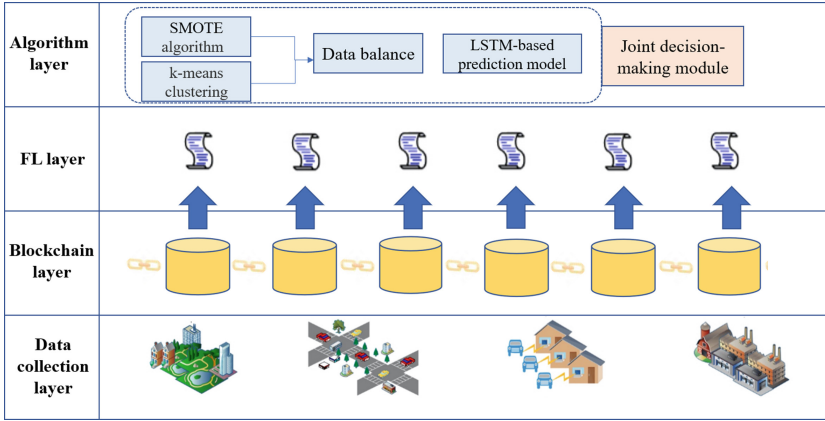 Algorithm
layer
SMOTE
algorithm
k-means
clustering
Data balance
LSTM-based
prediction model
Joint decision-
making module
FL layer
Blockchain
layer
Data
collection
layer